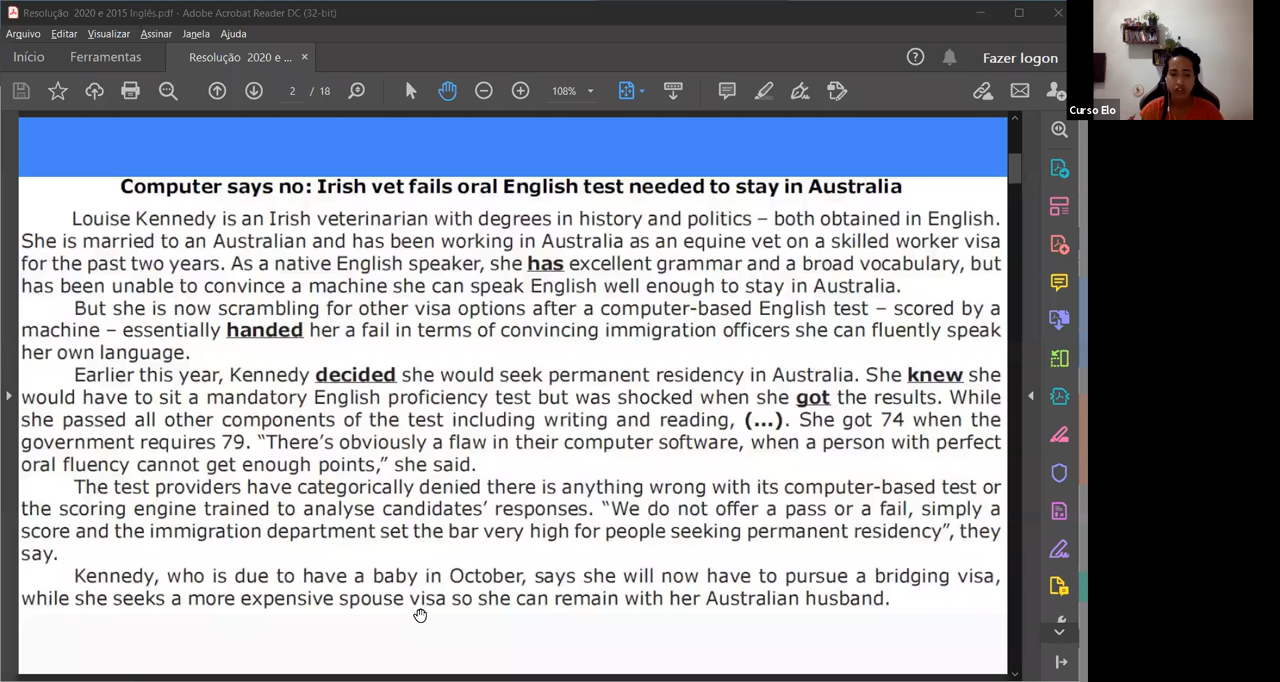 Resolução 2020 e 2015 Inglês.pdf - Adobe Acrobat Reader DC (32-bit)
Arquivo Editar Visualizar Assinar Janela Ajuda
Início Ferramentas Resolução 2020 e ... × Fazer logon
2 / 18 108%
Curso Elo
Computer says no: Irish vet fails oral English test needed to stay in Australia
Louise Kennedy is an Irish veterinarian with degrees in history and politics – both obtained in English.
She is married to an Australian and has been working in Australia as an equine vet on a skilled worker visa
for the past two years. As a native English speaker, she has excellent grammar and a broad vocabulary, but
has been unable to convince a machine she can speak English well enough to stay in Australia.
But she is now scrambling for other visa options after a computer-based English test – scored by a
machine – essentially handed her a fail in terms of convincing immigration officers she can fluently speak
her own language.
Earlier this year, Kennedy decided she would seek permanent residency in Australia. She knew she
would have to sit a mandatory English proficiency test but was shocked when she got the results. While
she passed all other components of the test including writing and reading, (...). She got 74 when the
government requires 79. “There’s obviously a flaw in their computer software, when a person with perfect
oral fluency cannot get enough points,” she said.
The test providers have categorically denied there is anything wrong with its computer-based test or
the scoring engine trained to analyse candidates’ responses. “We do not offer a pass or a fail, simply a
score and the immigration department set the bar very high for people seeking permanent residency”, they
say.
Kennedy, who is due to have a baby in October, says she will now have to pursue a bridging visa,
while she seeks a more expensive spouse visa so she can remain with her Australian husband.